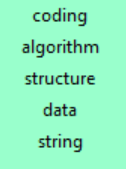 coding
algorithm
structure
data
string